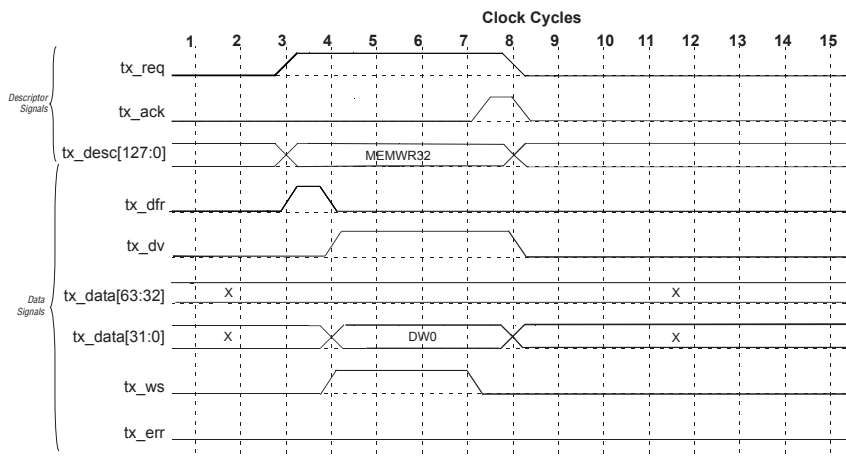 Clock Cycles
1 2 3 4 5 6 7 8 9 10 11 12 13 14 15
Descriptor
Signals
tx_req
tx_ack
tx_desc[127:0]
MEMWR32
Data
Signals
tx_dfr
tx_dv
tx_data[63:32]
X X
tx_data[31:0]
X DW0 X
tx_ws
tx_err